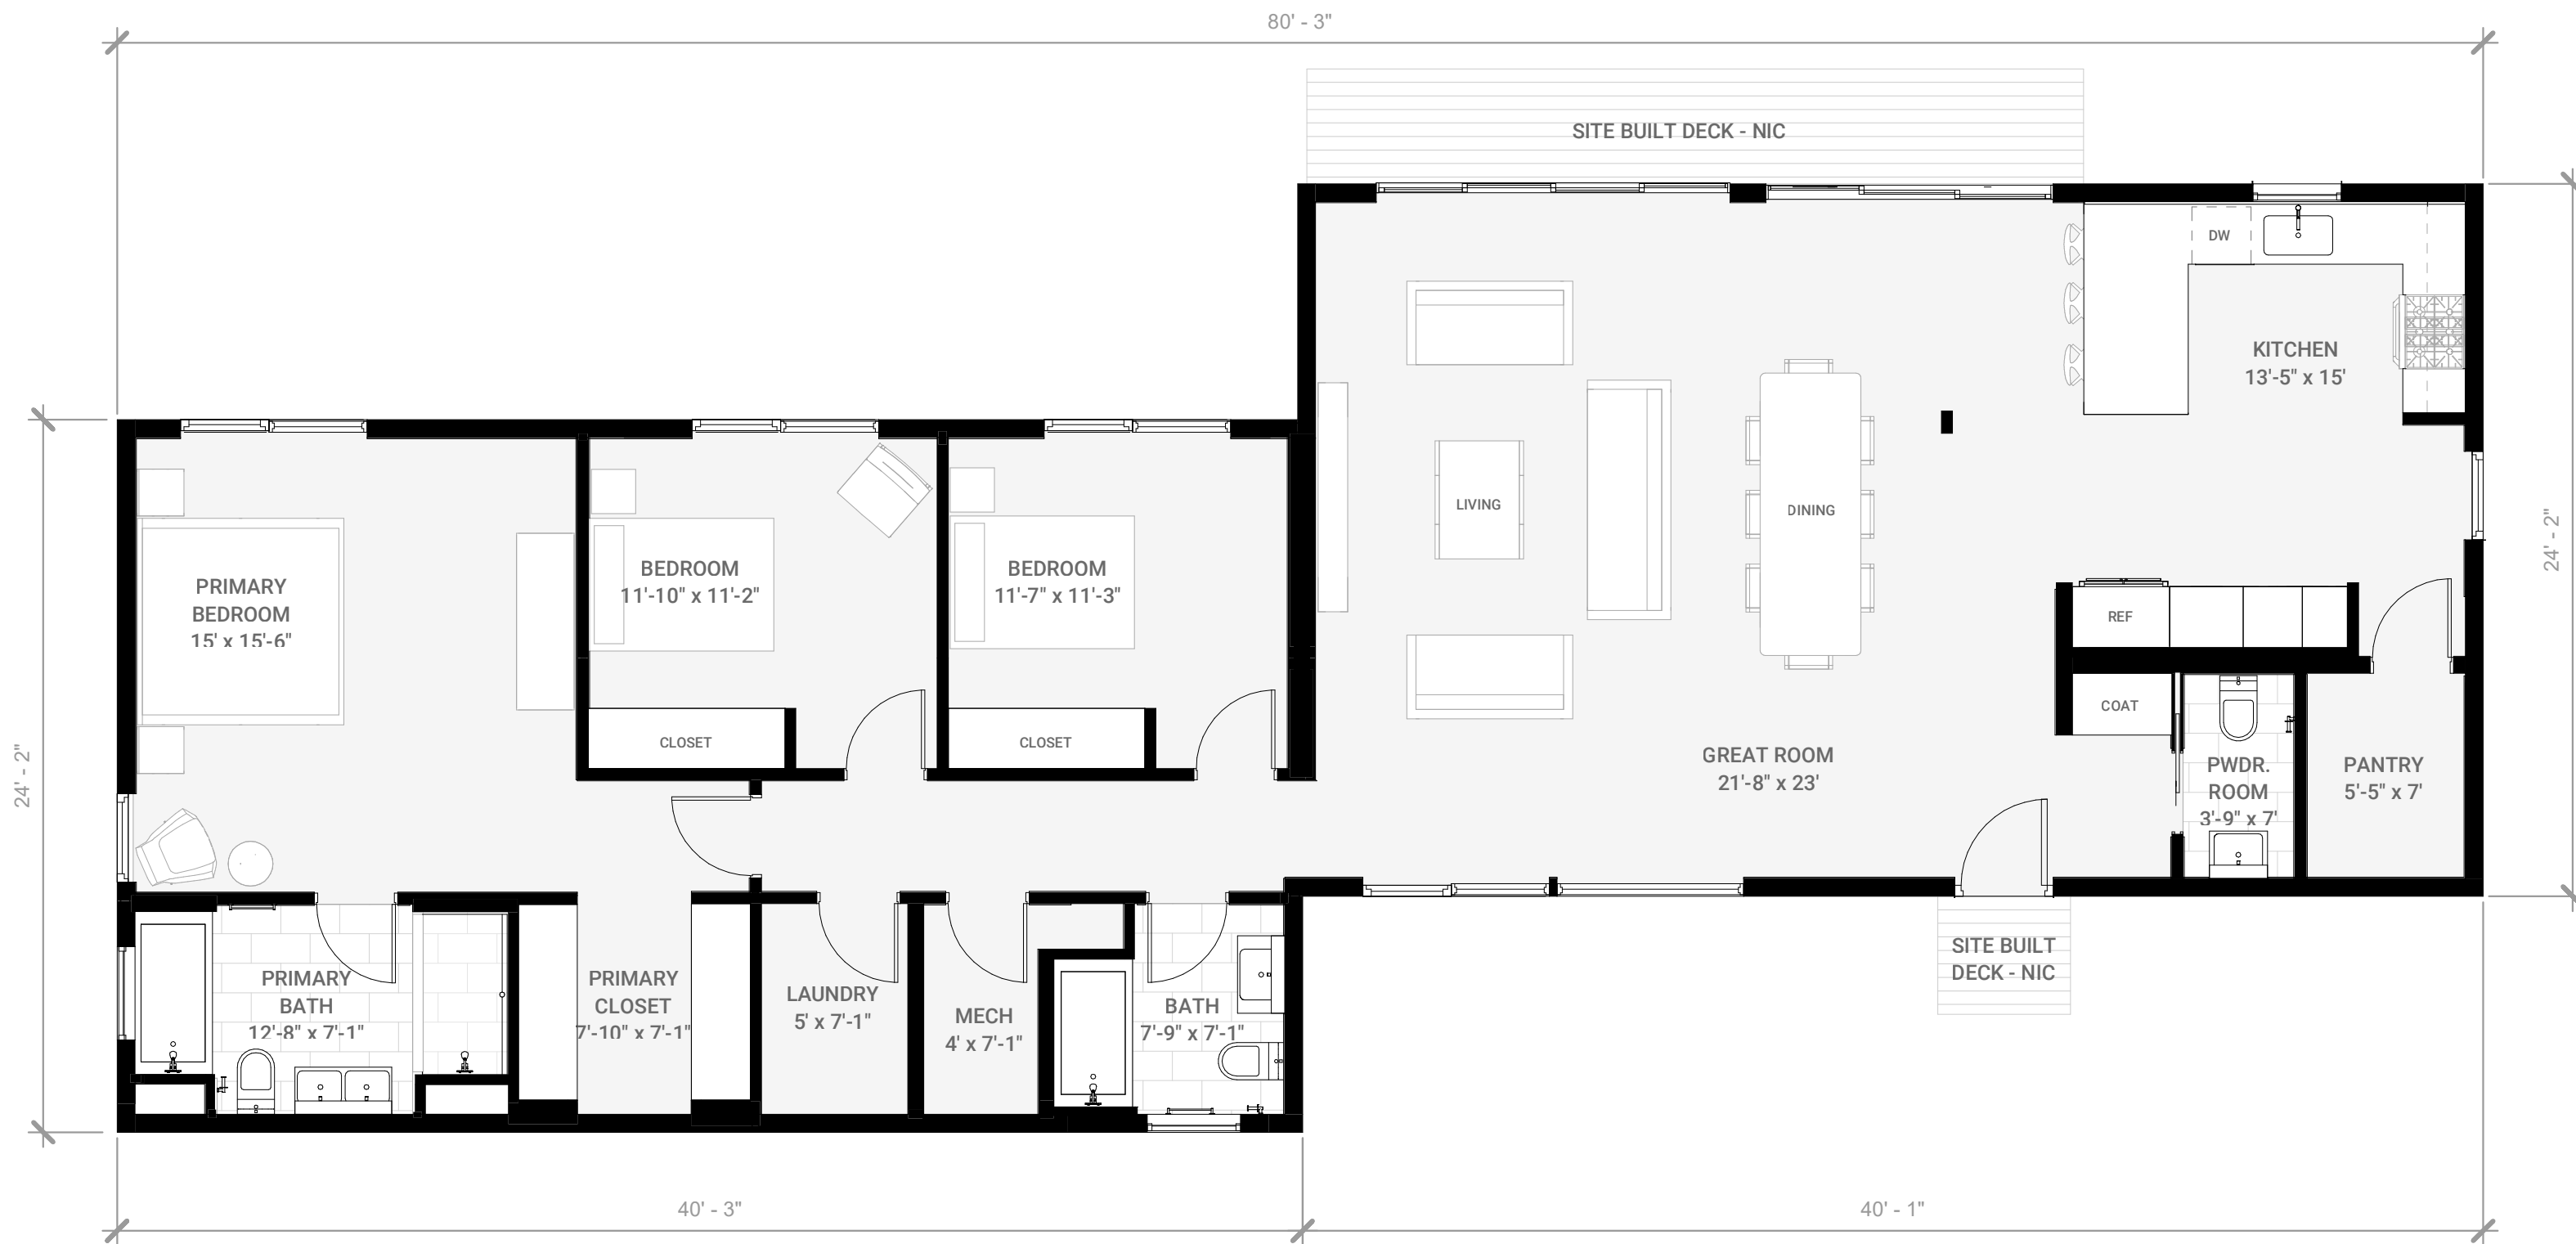 80' - 3"
SITE BUILT DECK - NIC
DW
KITCHEN
13'-5" x 15'
LIVING
DINING
24' - 2"
PRIMARY
BEDROOM
15' x 15'-6"
BEDROOM
11'-10" x 11'-2"
BEDROOM
11'-7" x 11'-3"
REF
COAT
CLOSET
CLOSET
GREAT ROOM
21'-8" x 23'
PWDR.
ROOM
3'-9" x 7'
PANTRY
5'-5" x 7'
24' - 2"
SITE BUILT
DECK - NIC
PRIMARY
BATH
12'-8" x 7'-1"
PRIMARY
CLOSET
7'-10" x 7'-1"
LAUNDRY
5' x 7'-1"
MECH
4' x 7'-1"
BATH
7'-9" x 7'-1"
40' - 3"
40' - 1"